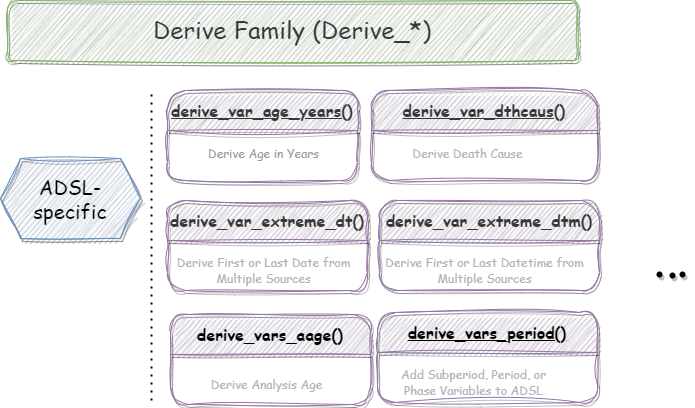 Derive Family (Derive_*)
ADSL-
specific
derive_var_age_years()
Derive Age in Years
derive_var_dthcaus()
Derive Death Cause
derive_var_extreme_dt()
Derive First or Last Date from
Multiple Sources
derive_var_extreme_dtm()
Derive First or Last Datetime from
Multiple Sources
derive_vars_aage()
Derive Analysis Age
derive_vars_period()
Add Subperiod, Period, or
Phase Variables to ADSL
...